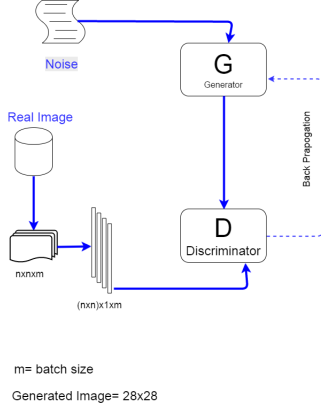 Noise
G
Generator
Real Image
Back Prapogation
D
Discriminator
nxnxm
(nxn)x1xm
m= batch size
Generated Image= 28x28